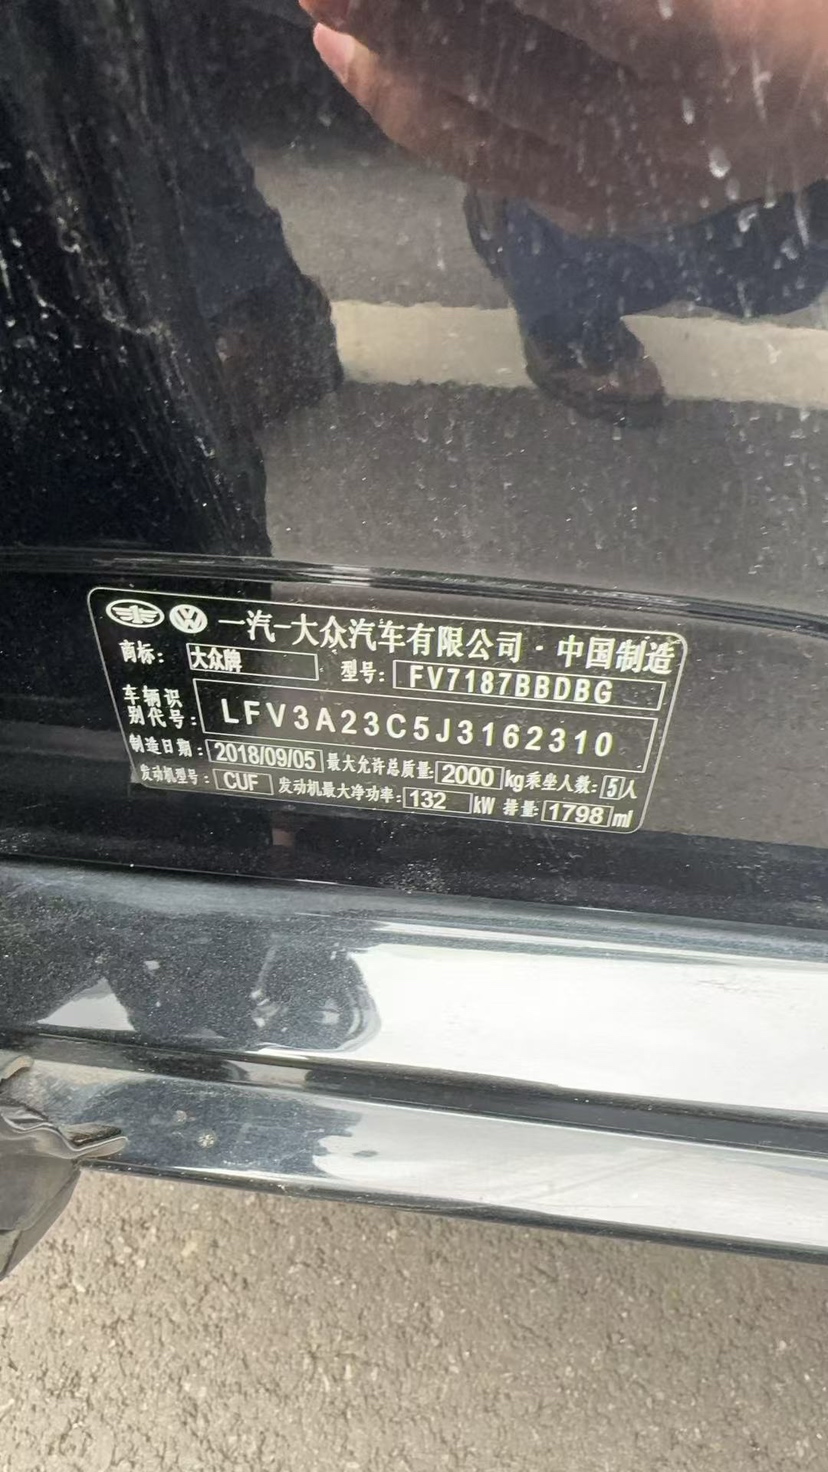 一汽-大众汽车有限公司·中国制造
商标: 大众牌 型号: FV7187BBDBG
车辆识别代号: LFV3A23C5J3162310
制造日期: 2018/09/05 最大允许总质量: 2000 kg 乘坐人数: 5 人
发动机型号: CUF 发动机最大净功率: 132 kW 排量: 1798 ml